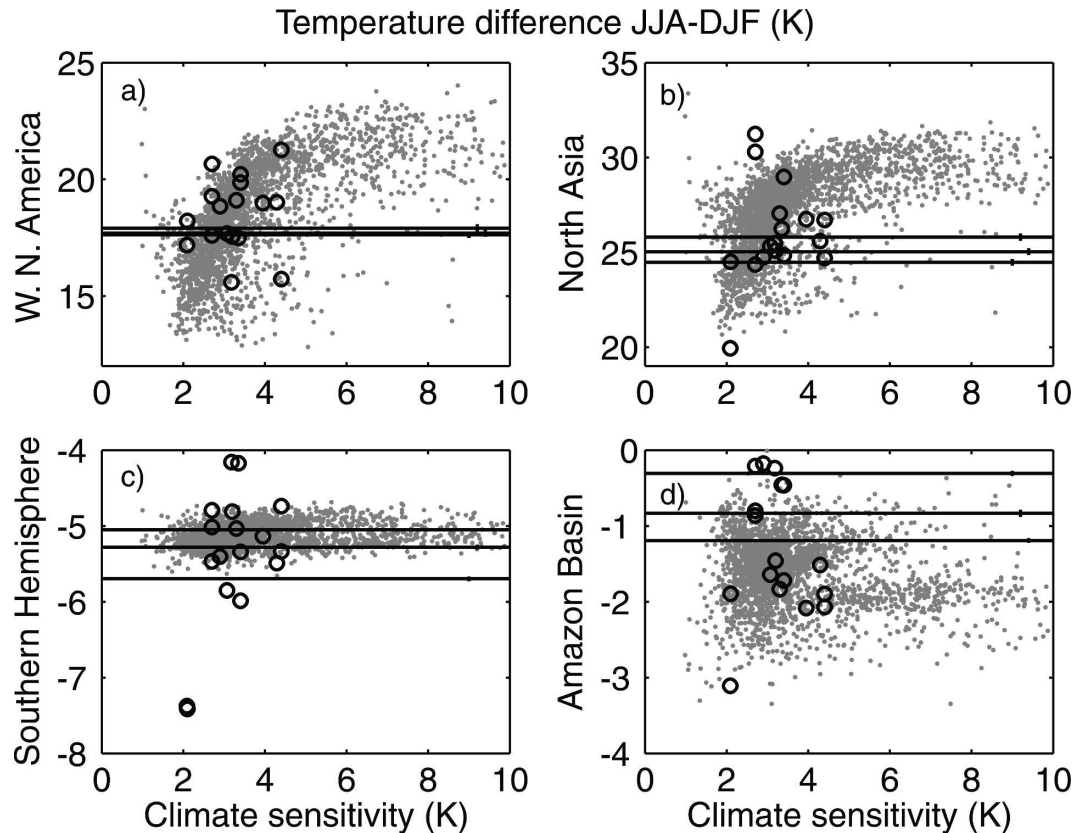 Temperature difference JJA-DJF (K)
a)
W. N. America
25
20
15
0 2 4 6 8 10
b)
North Asia
35
30
25
20
0 2 4 6 8 10
c)
Southern Hemisphere
-4
-5
-6
-7
-8
0 2 4 6 8 10
Climate sensitivity (K)
d)
Amazon Basin
0
-1
-2
-3
-4
0 2 4 6 8 10
Climate sensitivity (K)